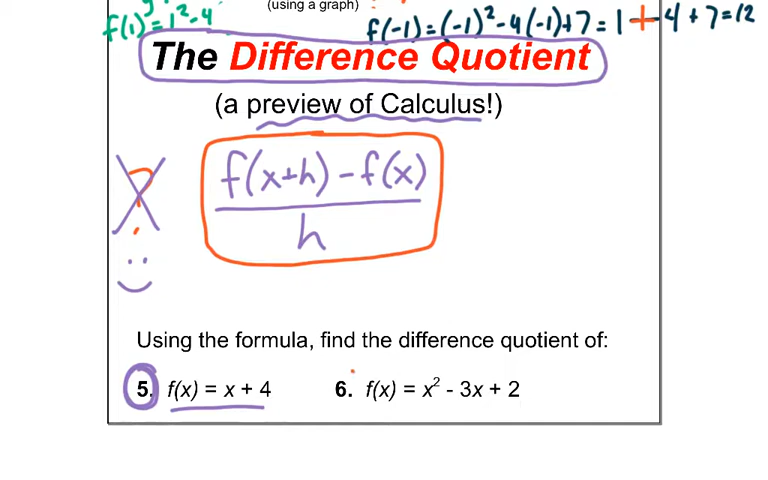 (using a graph)
f(1) = 1² - 4
f(-1) = (-1)² - 4(-1) + 7 = 1 + 4 + 7 = 12
The Difference Quotient
(a preview of Calculus!)
f(x+h) - f(x)
h
?
Using the formula, find the difference quotient of:
5. f(x) = x + 4
6. f(x) = x² - 3x + 2